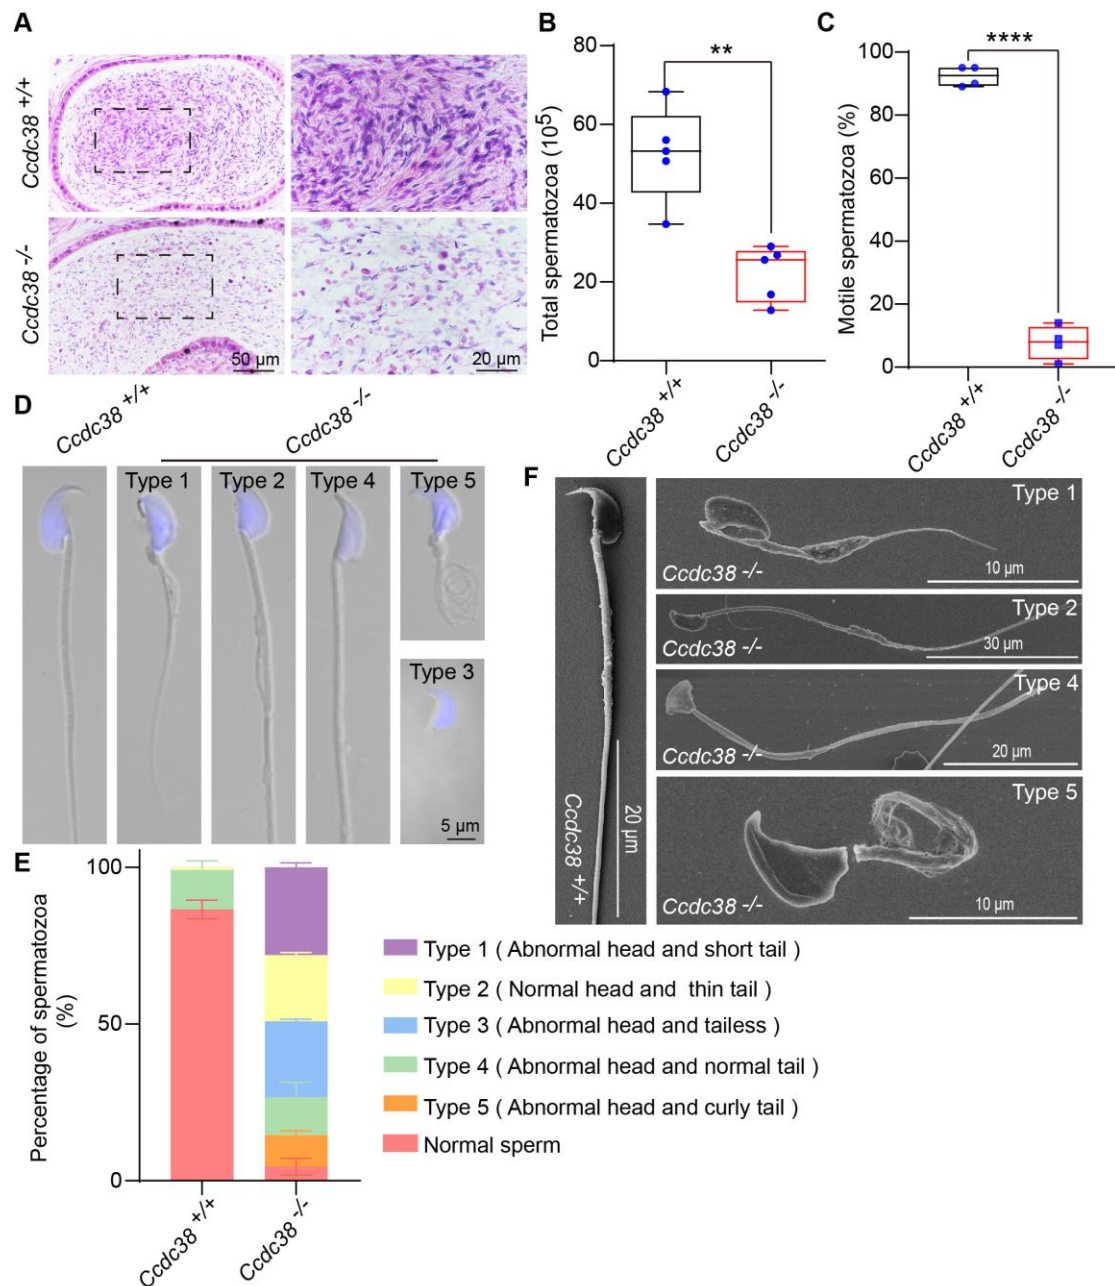 A
Ccdc38 +/+
Ccdc38 -/-
50 µm
20 µm
B
Total spermatozoa (10⁵)
80
60
40
20
0
**
Ccdc38 +/+
Ccdc38 -/-
C
Motile spermatozoa (%)
100
80
60
40
20
0
****
Ccdc38 +/+
Ccdc38 -/-
D
Ccdc38 +/+
Ccdc38 -/-
Type 1
Type 2
Type 4
Type 5
Type 3
5 µm
F
Ccdc38 +/+
20 µm
Type 1
Ccdc38 -/-
10 µm
Type 2
Ccdc38 -/-
30 µm
Type 4
Ccdc38 -/-
20 µm
Type 5
Ccdc38 -/-
10 µm
E
Percentage of spermatozoa
(%)
100
50
0
Ccdc38 +/+
Ccdc38 -/-
Type 1 ( Abnormal head and short tail )
Type 2 ( Normal head and thin tail )
Type 3 ( Abnormal head and tailess )
Type 4 ( Abnormal head and normal tail )
Type 5 ( Abnormal head and curly tail )
Normal sperm